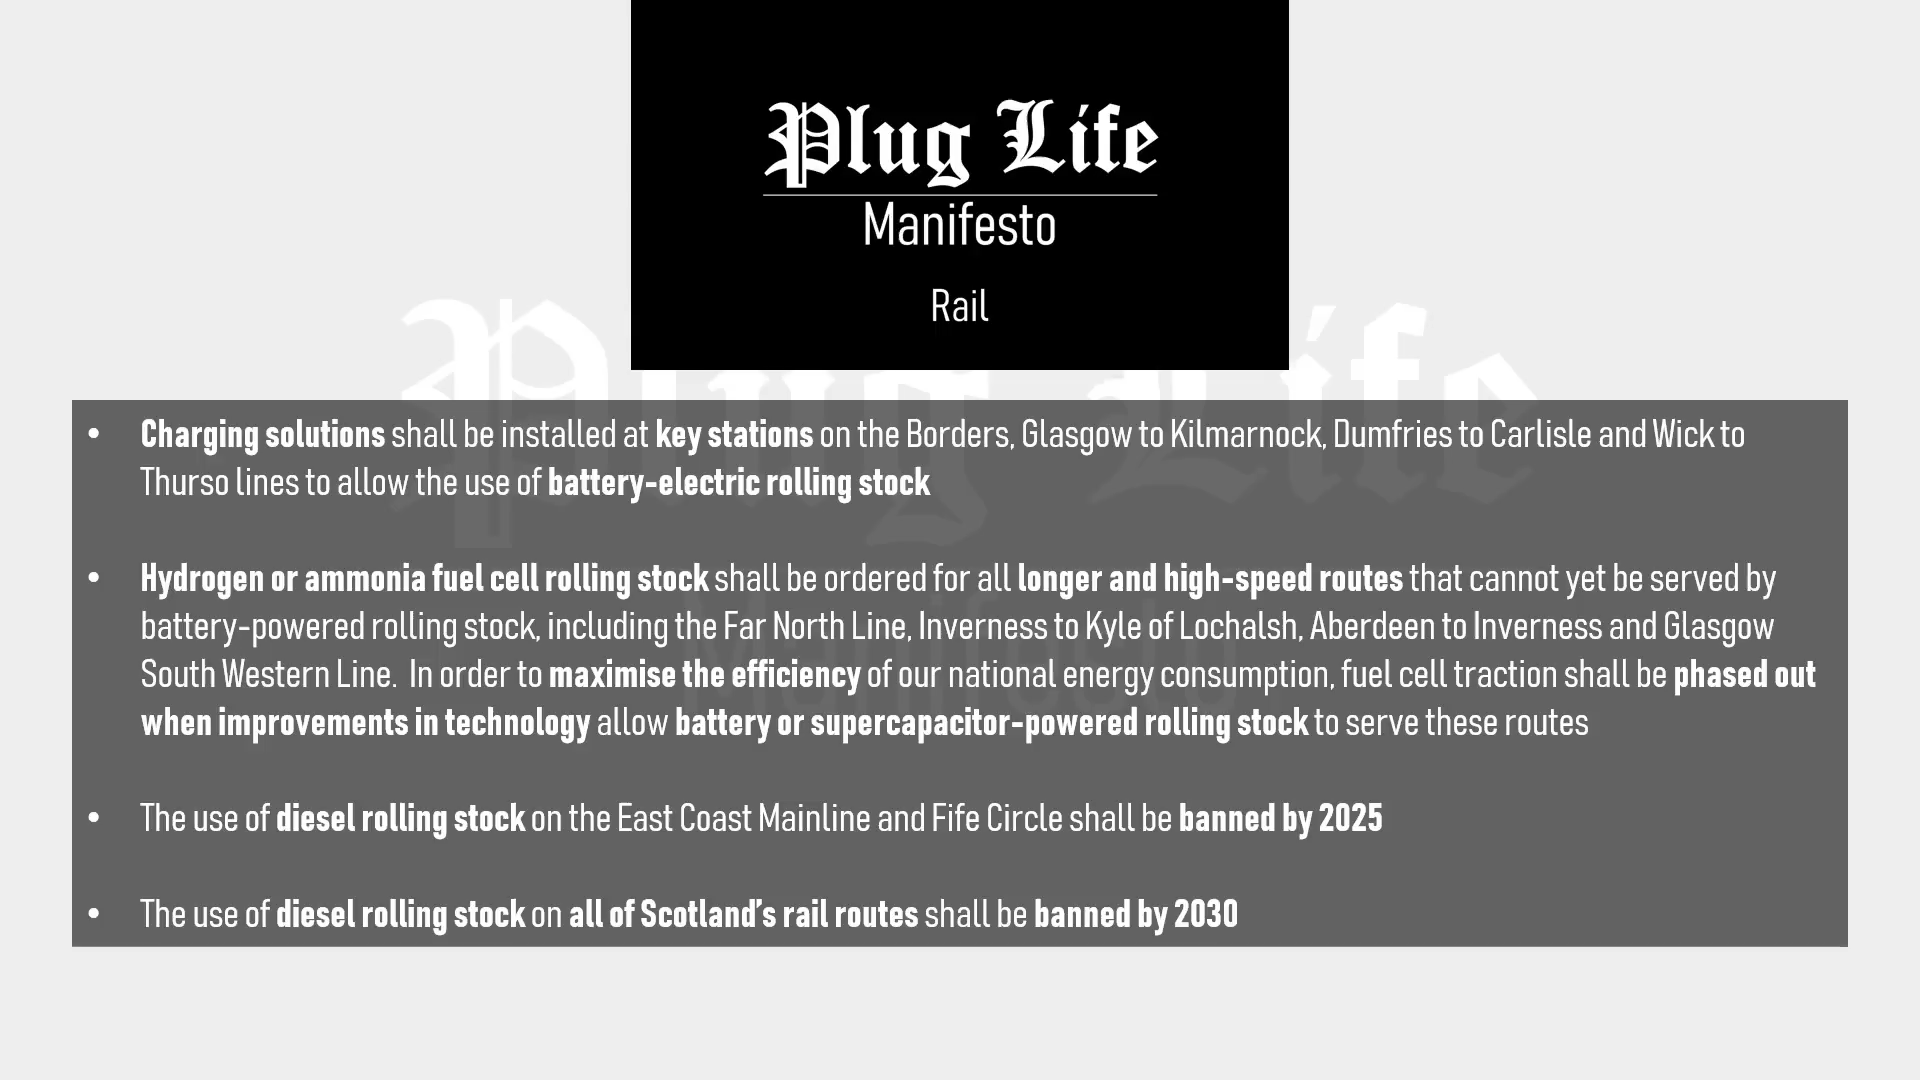 Plug Life
Manifesto
Rail
• Charging solutions shall be installed at key stations on the Borders, Glasgow to Kilmarnock, Dumfries to Carlisle and Wick to
Thurso lines to allow the use of battery-electric rolling stock
• Hydrogen or ammonia fuel cell rolling stock shall be ordered for all longer and high-speed routes that cannot yet be served by
battery-powered rolling stock, including the Far North Line, Inverness to Kyle of Lochalsh, Aberdeen to Inverness and Glasgow
South Western Line.  In order to maximise the efficiency of our national energy consumption, fuel cell traction shall be phased out
when improvements in technology allow battery or supercapacitor-powered rolling stock to serve these routes
• The use of diesel rolling stock on the East Coast Mainline and Fife Circle shall be banned by 2025
• The use of diesel rolling stock on all of Scotland's rail routes shall be banned by 2030
Plug Life
Manifesto